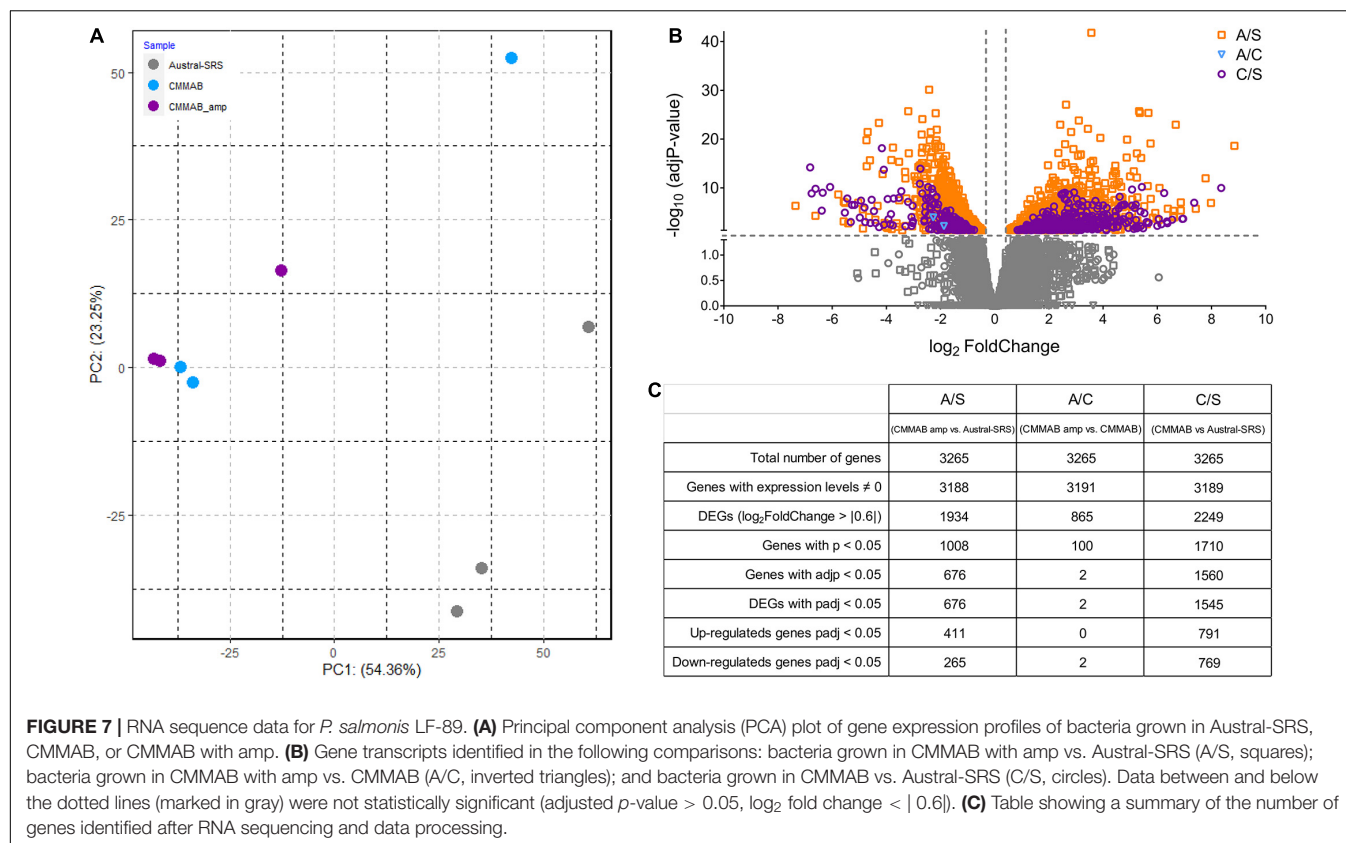 A
Sample
Austral-SRS
CMMAB
CMMAB_amp
50
25
0
-25
PC2: (23.25%)
-25 0 25 50
PC1: (54.36%)
B
A/S
A/C
C/S
40
30
20
10
1.0
0.5
0.0
-log10 (adjP-value)
-10 -8 -6 -4 -2 0 2 4 6 8 10
log2 FoldChange
C
A/S A/C C/S
(CMMAB amp vs. Austral-SRS) (CMMAB amp vs. CMMAB) (CMMAB vs Austral-SRS)
Total number of genes 3265 3265 3265
Genes with expression levels ≠ 0 3188 3191 3189
DEGs (log2FoldChange > |0.6|) 1934 865 2249
Genes with p < 0.05 1008 100 1710
Genes with adjp < 0.05 676 2 1560
DEGs with padj < 0.05 676 2 1545
Up-regulateds genes padj < 0.05 411 0 791
Down-regulateds genes padj < 0.05 265 2 769
FIGURE 7 | RNA sequence data for P. salmonis LF-89. (A) Principal component analysis (PCA) plot of gene expression profiles of bacteria grown in Austral-SRS,
CMMAB, or CMMAB with amp. (B) Gene transcripts identified in the following comparisons: bacteria grown in CMMAB with amp vs. Austral-SRS (A/S, squares);
bacteria grown in CMMAB with amp vs. CMMAB (A/C, inverted triangles); and bacteria grown in CMMAB vs. Austral-SRS (C/S, circles). Data between and below
the dotted lines (marked in gray) were not statistically significant (adjusted p-value > 0.05, log2 fold change < | 0.6|). (C) Table showing a summary of the number of
genes identified after RNA sequencing and data processing.